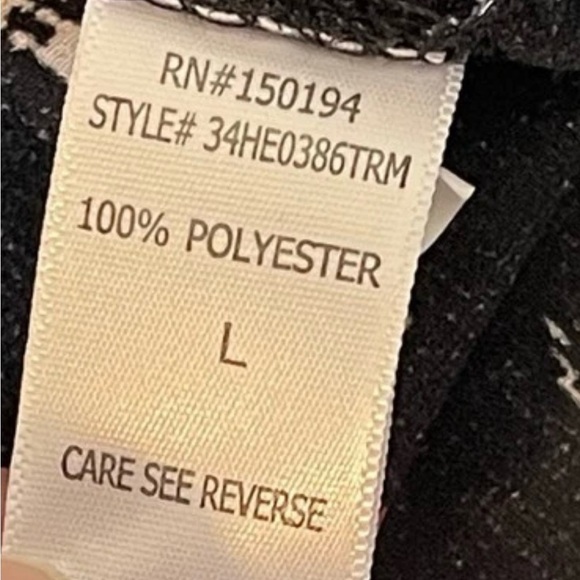 RN#150194
STYLE# 34HE0386TRM
100% POLYESTER
L
CARE SEE REVERSE